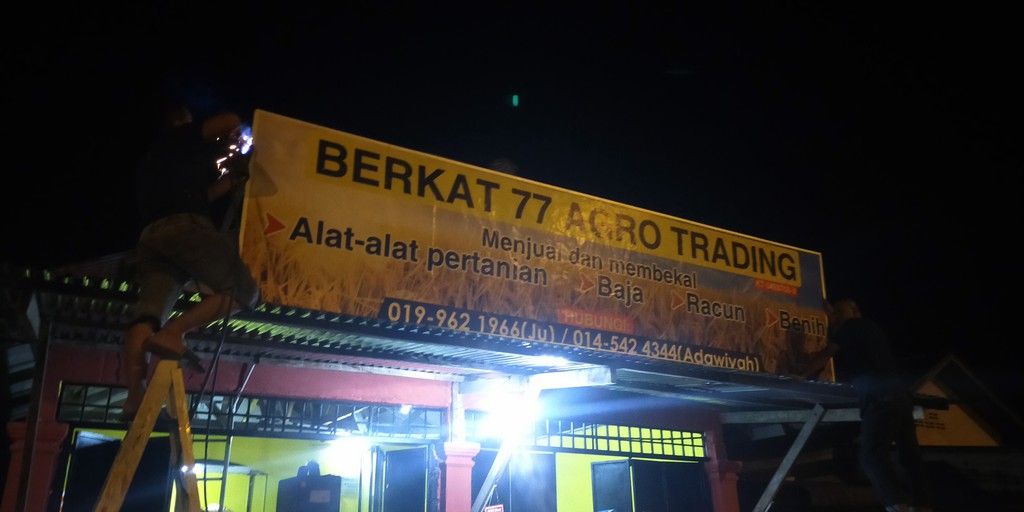 BERKAT 77 AGRO TRADING
Menjual dan membekal
Alat-alat pertanian Baja Racun Benih
HUBUNGI
019-962 1966(Ju) / 014-542 4344(Adawiyah)